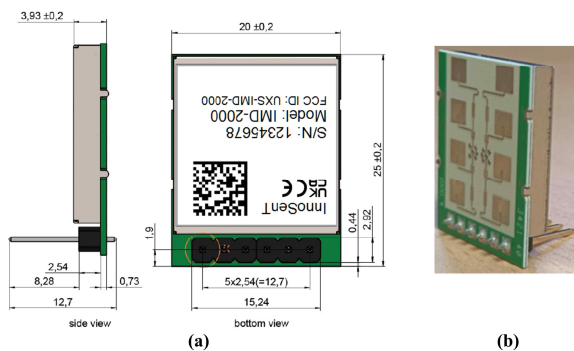 3,93 ±0,2
20 ±0,2
FCC ID: UXS-IMD-2000
Model: IMD-2000
S/N: 12345678
InnoSenT
UK
CA
CE
25 ±0,2
0,44
2,92
1,9
2,54
8,28
0,73
12,7
5x2,54(=12,7)
15,24
side view
bottom view
(a)
(b)